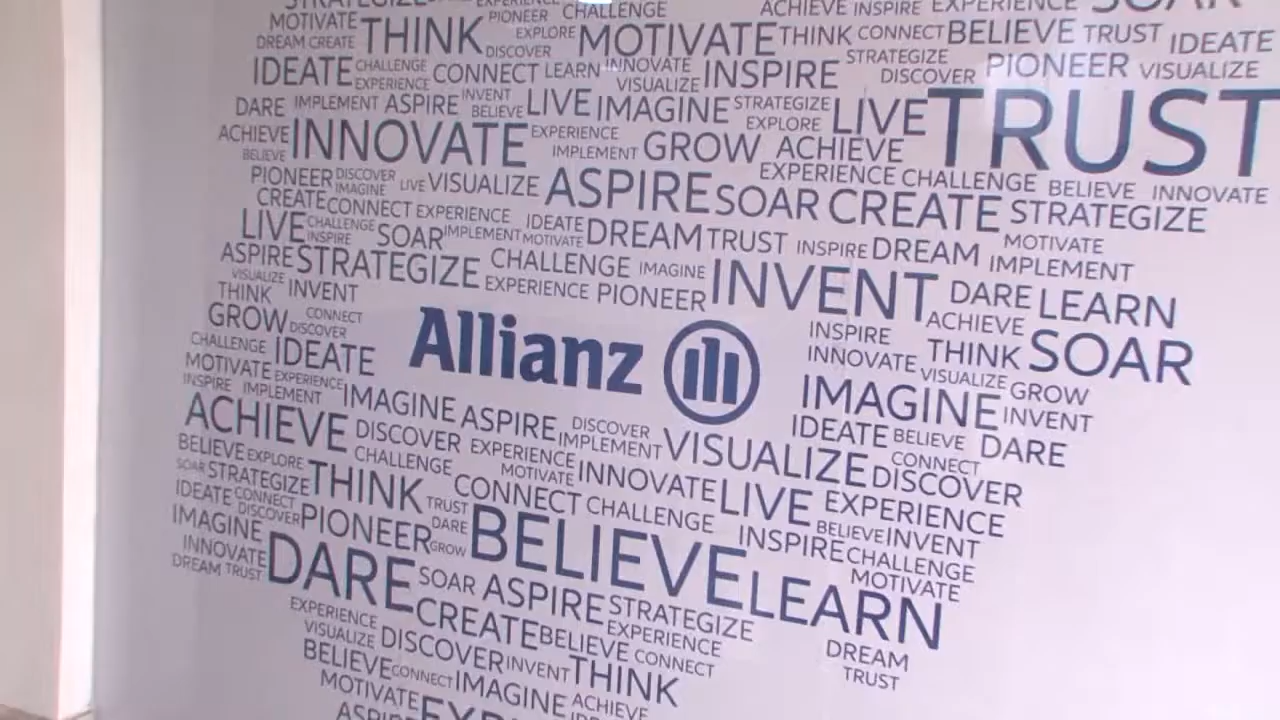 STRATEGIZE EXPERIENCE CHALLENGE ACHIEVE INSPIRE EXPERIENCE SOAR
MOTIVATE THINK PIONEER EXPLORE MOTIVATE THINK CONNECT BELIEVE TRUST IDEATE
DREAM CREATE DISCOVER STRATEGIZE
IDEATE CHALLENGE CONNECT LEARN INNOVATE INSPIRE DISCOVER PIONEER VISUALIZE
EXPERIENCE VISUALIZE
DARE IMPLEMENT ASPIRE INVENT LIVE IMAGINE STRATEGIZE LIVE TRUST
BELIEVE EXPLORE
ACHIEVE INNOVATE EXPERIENCE GROW ACHIEVE
BELIEVE IMPLEMENT EXPERIENCE CHALLENGE BELIEVE INNOVATE
PIONEER DISCOVER LIVE VISUALIZE ASPIRE SOAR CREATE STRATEGIZE
IMAGINE
CREATE CONNECT EXPERIENCE IDEATE DREAM TRUST INSPIRE DREAM MOTIVATE
LIVE CHALLENGE SOAR IMPLEMENT MOTIVATE IMPLEMENT
INSPIRE
ASPIRE STRATEGIZE CHALLENGE IMAGINE INVENT DARE LEARN
VISUALIZE INVENT EXPERIENCE PIONEER ACHIEVE
THINK CONNECT
GROW DISCOVER Allianz INSPIRE THINK SOAR
CHALLENGE IDEATE INNOVATE VISUALIZE GROW
MOTIVATE EXPERIENCE IMAGINE ASPIRE DISCOVER IMAGINE INVENT
INSPIRE IMPLEMENT IMPLEMENT VISUALIZE IDEATE BELIEVE DARE
ACHIEVE DISCOVER EXPERIENCE INNOVATE DISCOVER CONNECT
BELIEVE EXPLORE CHALLENGE MOTIVATE LIVE EXPERIENCE
SOAR STRATEGIZE THINK CONNECT CHALLENGE BELIEVE INVENT
IDEATE CONNECT TRUST INSPIRE CHALLENGE
IMAGINE DISCOVER PIONEER DARE BELIEVE MOTIVATE
INNOVATE GROW LEARN
DREAM TRUST DARE SOAR ASPIRE STRATEGIZE
EXPERIENCE CREATE BELIEVE EXPERIENCE DREAM
VISUALIZE DISCOVER INVENT THINK CONNECT TRUST
BELIEVE CONNECT IMAGINE ACHIEVE
MOTIVATE